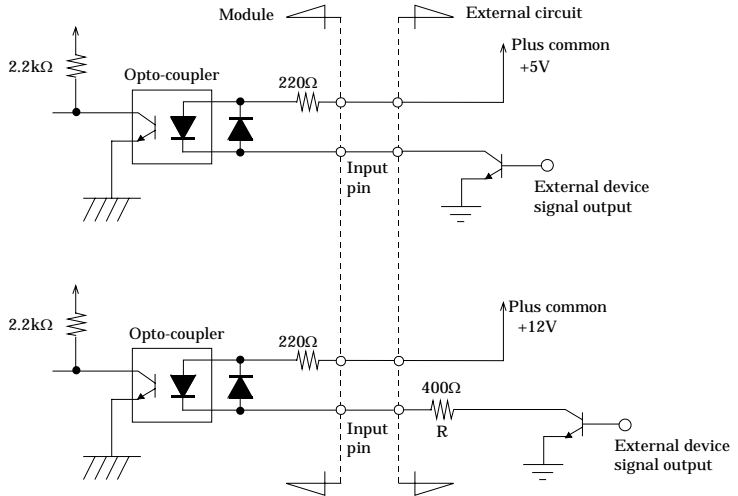 Module
External circuit
Plus common
+5V
2.2kΩ
Opto-coupler
220Ω
Input
pin
External device
signal output
Plus common
+12V
2.2kΩ
Opto-coupler
220Ω
400Ω
R
Input
pin
External device
signal output